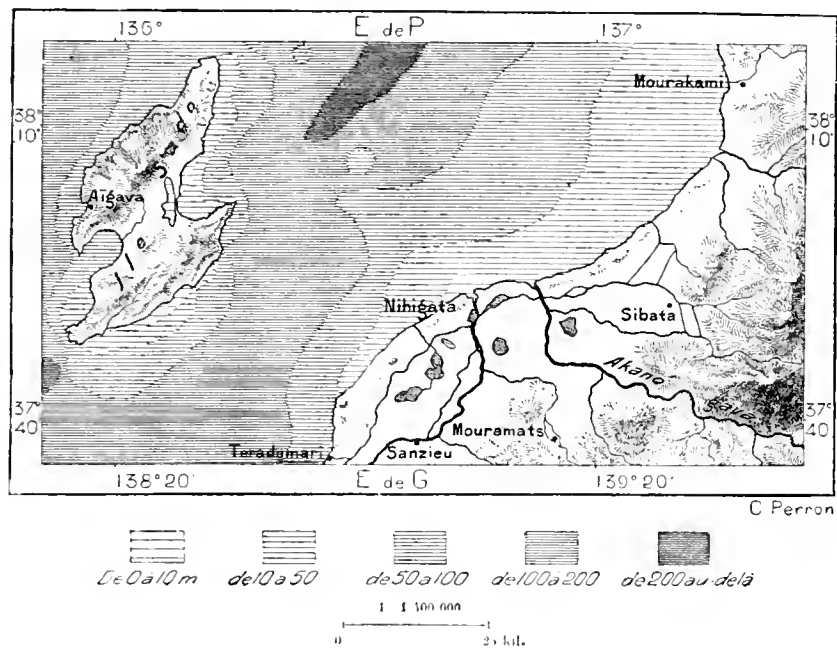 136° E de P 137°
Mourakami
38°
10'
38°
10'
Aïgava
Nihigata
Sibata
Akano
gava
37°
40'
37°
40'
Mouramats
Teradomari
Sanzieu
138°20' E de G 139°20'
C Perron
De 0 à 10 m de 10 à 50 de 50 à 100 de 100 à 200 de 200 au-delà
0 25 kil.